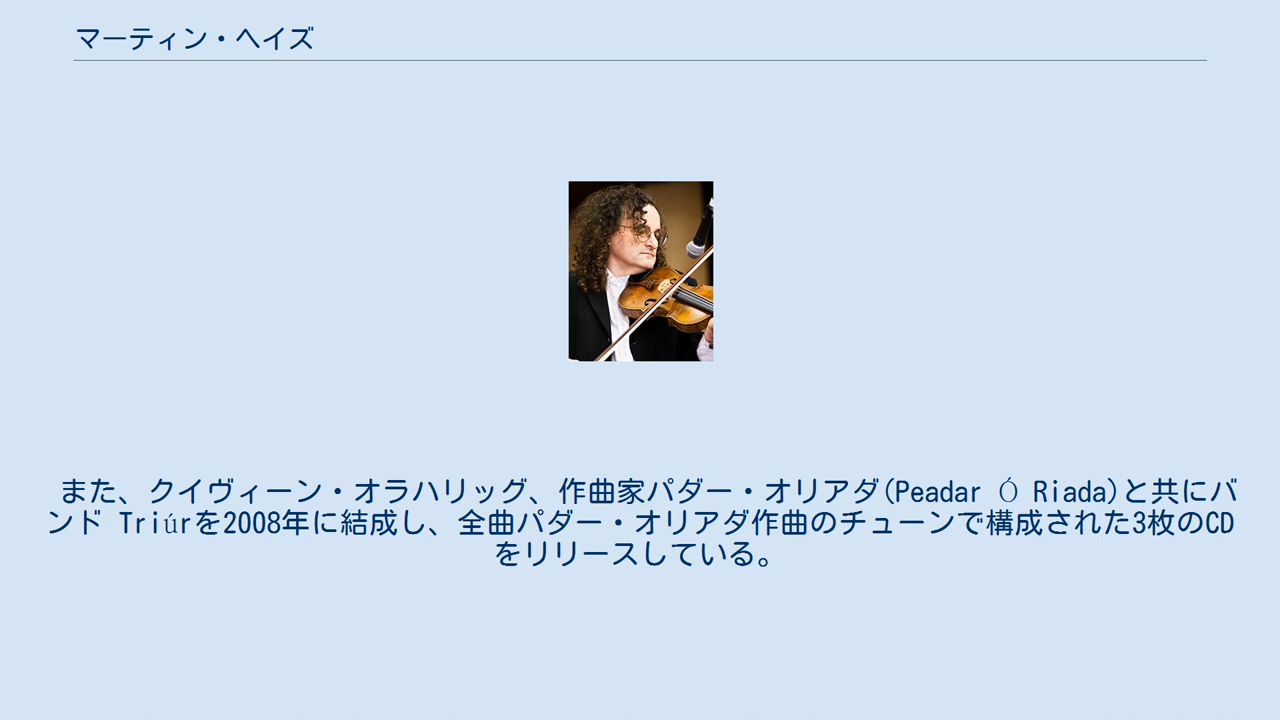 マーティン・ヘイズ
また、クイヴィーン・オラハリッグ、作曲家パダー・オリアダ(Peadar Ó Riada)と共にバ
ンド Triúrを2008年に結成し、全曲パダー・オリアダ作曲のチューンで構成された3枚のCD
をリリースしている。